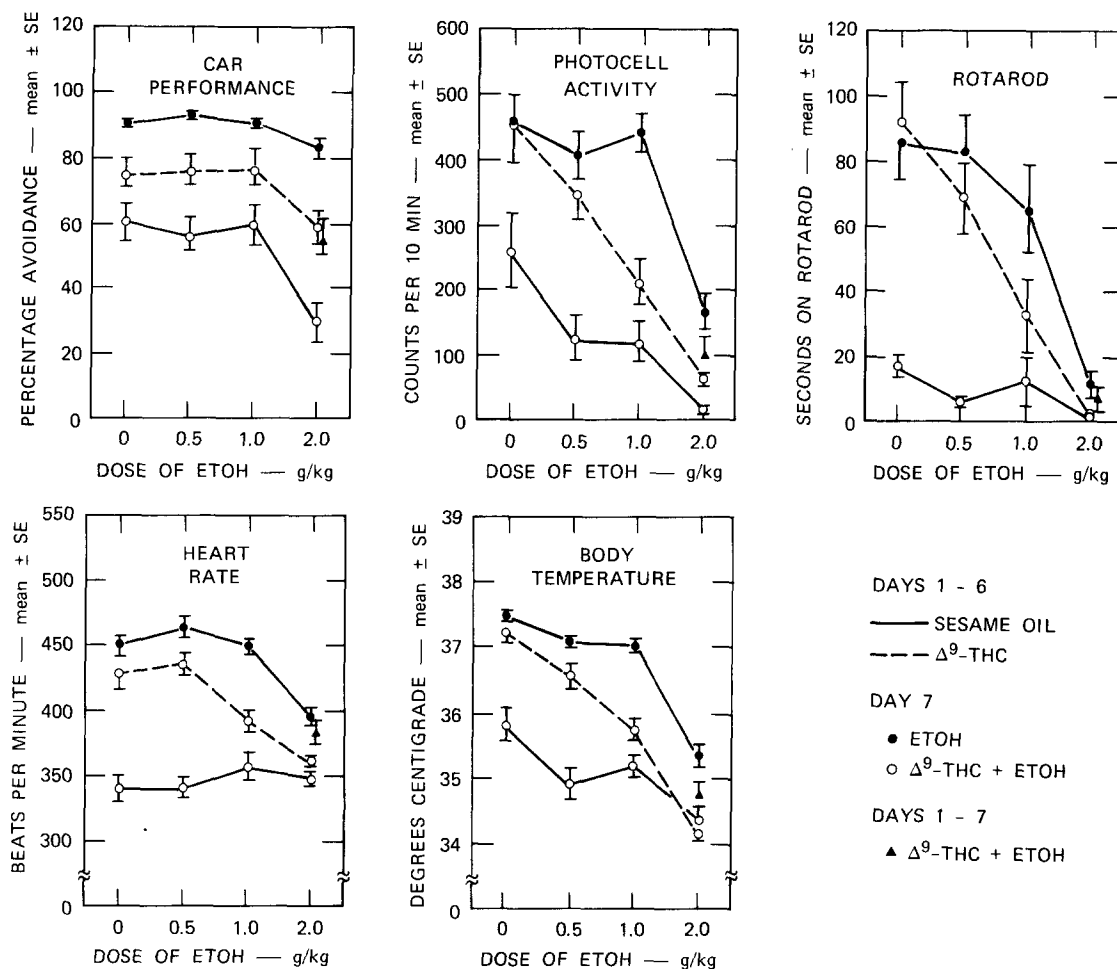 120
100
80
60
40
20
0
PERCENTAGE AVOIDANCE — mean ± SE
CAR
PERFORMANCE
0 0.5 1.0 2.0
DOSE OF ETOH — g/kg
600
500
400
300
200
100
0
COUNTS PER 10 MIN — mean ± SE
PHOTOCELL
ACTIVITY
0 0.5 1.0 2.0
DOSE OF ETOH — g/kg
120
100
80
60
40
20
0
SECONDS ON ROTAROD — mean ± SE
ROTAROD
0 0.5 1.0 2.0
DOSE OF ETOH — g/kg
550
500
450
400
350
300
0
BEATS PER MINUTE — mean ± SE
HEART
RATE
0 0.5 1.0 2.0
DOSE OF ETOH — g/kg
39
38
37
36
35
34
0
DEGREES CENTIGRADE — mean ± SE
BODY
TEMPERATURE
0 0.5 1.0 2.0
DOSE OF ETOH — g/kg
DAYS 1 - 6
SESAME OIL
Δ⁹-THC
DAY 7
● ETOH
○ Δ⁹-THC + ETOH
DAYS 1 - 7
▲ Δ⁹-THC + ETOH